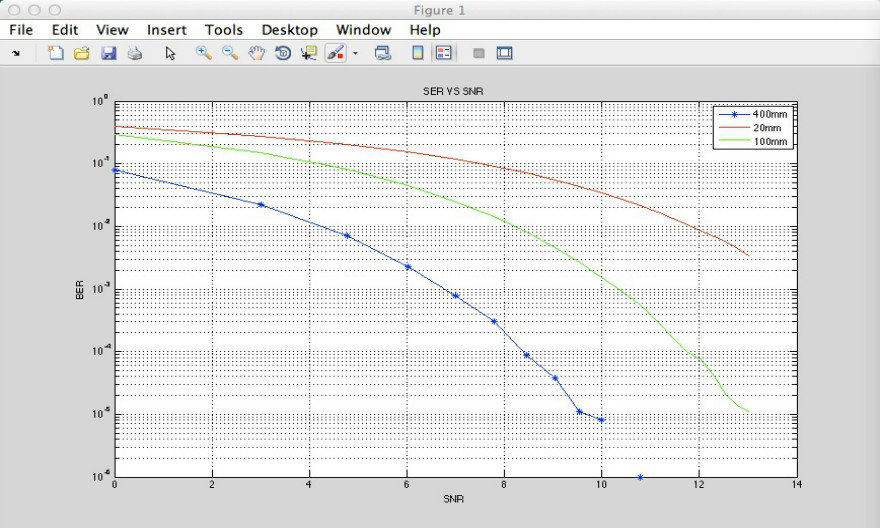 Figure 1
File Edit View Insert Tools Desktop Window Help
SER VS SNR
10^0
10^-1
10^-2
10^-3
10^-4
10^-5
10^-6
BER
400mm
20mm
100mm
0 2 4 6 8 10 12 14
SNR